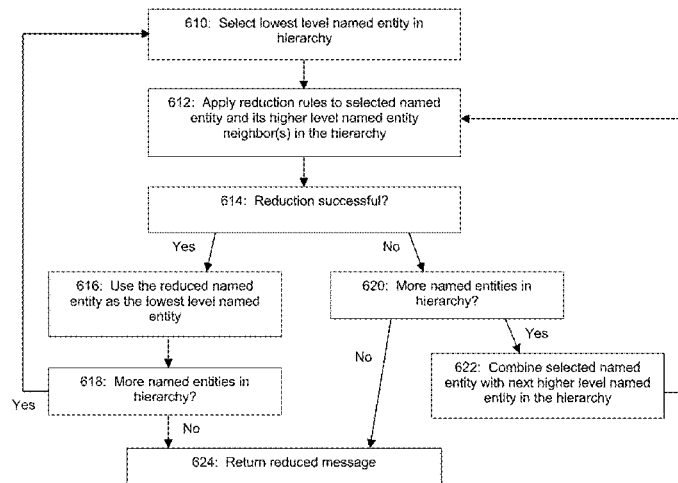 610: Select lowest level named entity in
hierarchy
612: Apply reduction rules to selected named
entity and its higher level named entity
neighbor(s) in the hierarchy
614: Reduction successful?
Yes
No
616: Use the reduced named
entity as the lowest level named
entity
620: More named entities in
hierarchy?
Yes
No
618: More named entities in
hierarchy?
622: Combine selected named
entity with next higher level named
entity in the hierarchy
Yes
No
624: Return reduced message